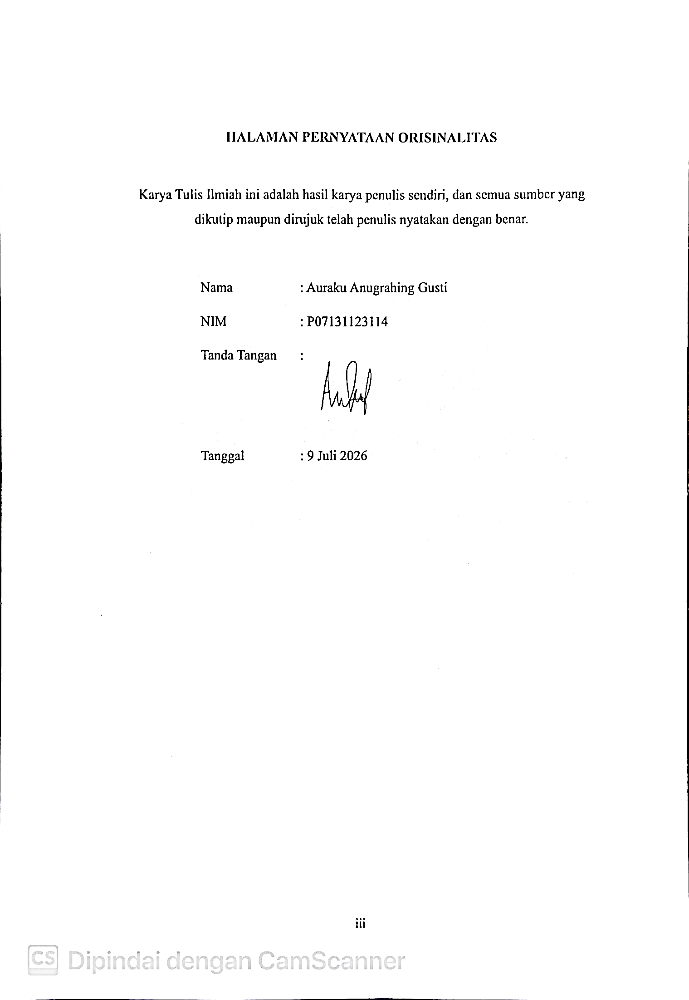 HALAMAN PERNYATAAN ORISINALITAS
Karya Tulis Ilmiah ini adalah hasil karya penulis sendiri, dan semua sumber yang
dikutip maupun dirujuk telah penulis nyatakan dengan benar.
Nama : Auraku Anugrahing Gusti
NIM : P07131123114
Tanda Tangan :
Tanggal : 9 Juli 2026
iii
CS Dipindai dengan CamScanner